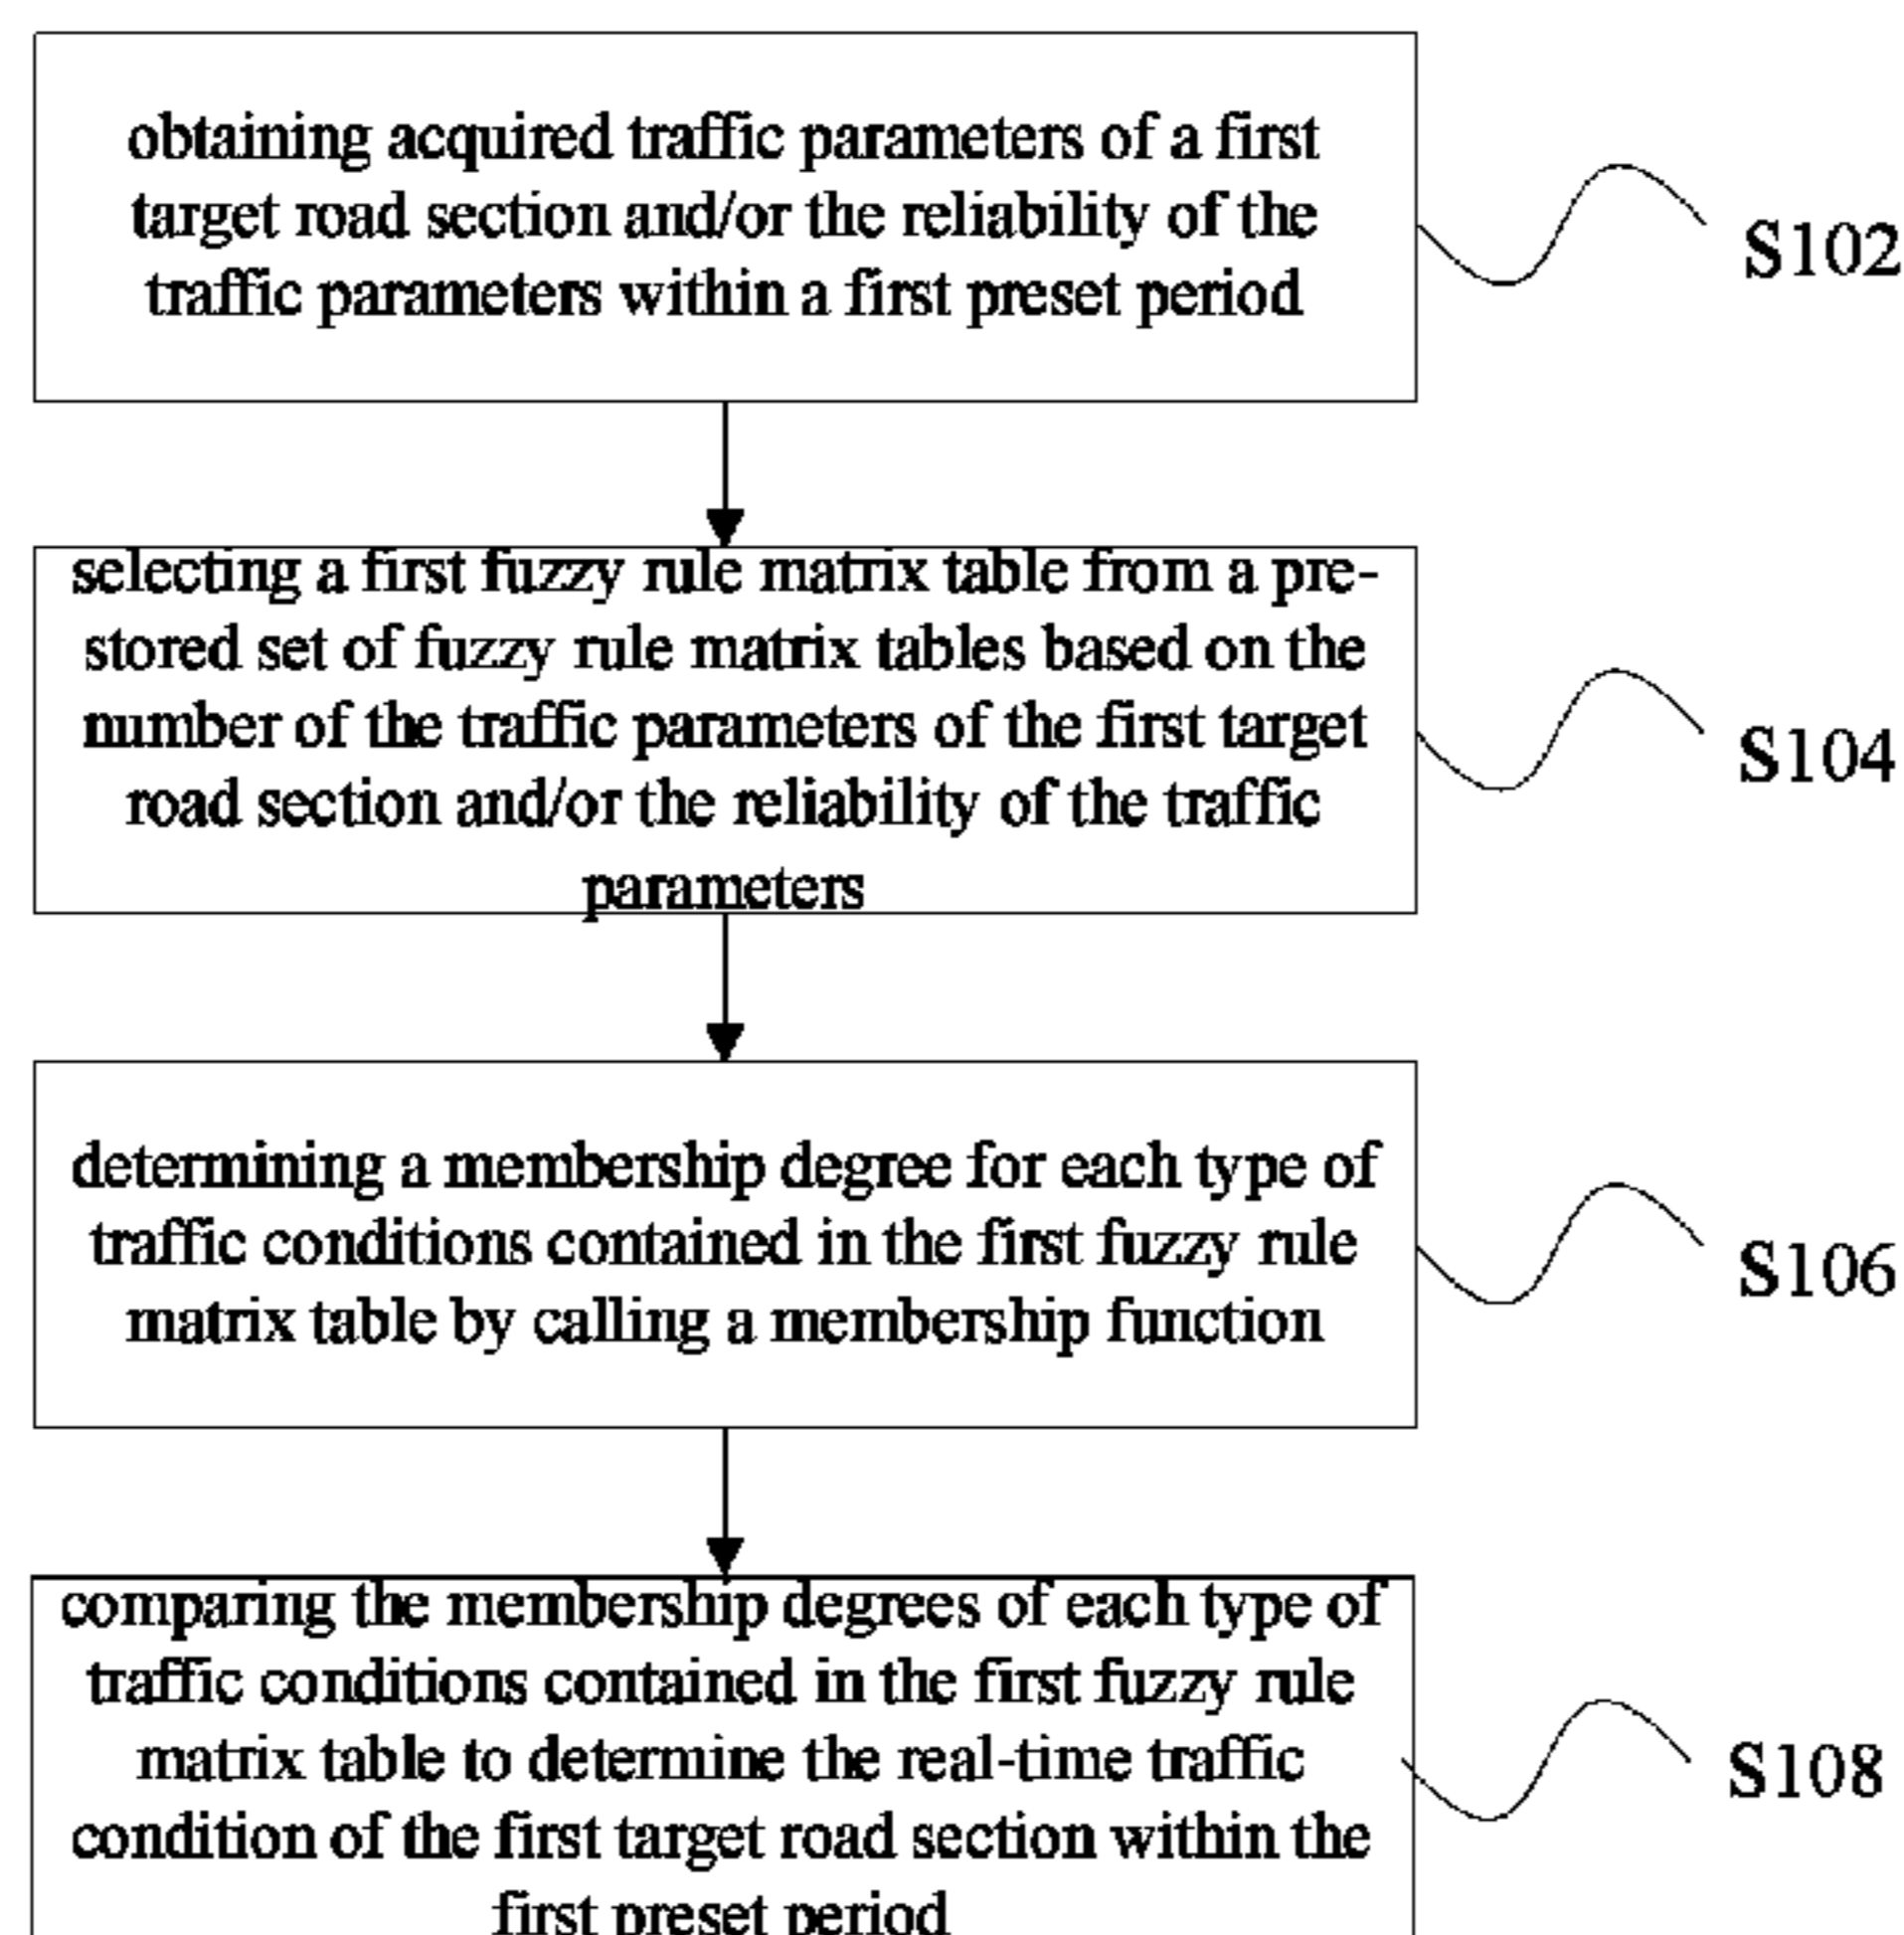 obtaining acquired traffic parameters of a first
target road section and/or the reliability of the
traffic parameters within a first preset period
S102
selecting a first fuzzy rule matrix table from a pre-
stored set of fuzzy rule matrix tables based on the
number of the traffic parameters of the first target
road section and/or the reliability of the traffic
parameters
S104
determining a membership degree for each type of
traffic conditions contained in the first fuzzy rule
matrix table by calling a membership function
S106
comparing the membership degrees of each type of
traffic conditions contained in the first fuzzy rule
matrix table to determine the real-time traffic
condition of the first target road section within the
first preset period
S108